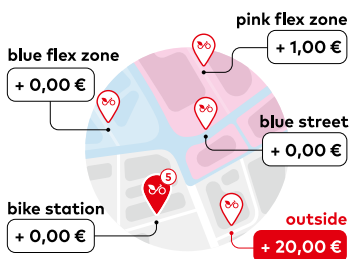 pink flex zone
+ 1,00 €
blue flex zone
+ 0,00 €
blue street
+ 0,00 €
5
bike station
+ 0,00 €
outside
+ 20,00 €